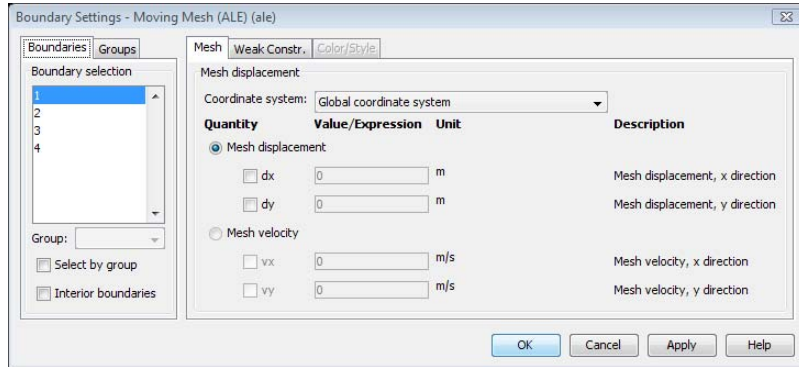 Boundary Settings - Moving Mesh (ALE) (ale)
Boundaries Groups
Boundary selection
1
2
3
4
Group:
Select by group
Interior boundaries
Mesh Weak Constr. Color/Style
Mesh displacement
Coordinate system: Global coordinate system
Quantity Value/Expression Unit Description
Mesh displacement
dx 0 m Mesh displacement, x direction
dy 0 m Mesh displacement, y direction
Mesh velocity
vx 0 m/s Mesh velocity, x direction
vy 0 m/s Mesh velocity, y direction
OK Cancel Apply Help